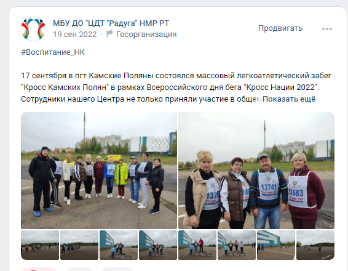 МБУ ДО "ЦДТ "Радуга" НМР РТ
19 сен 2022 · Госорганизация
Продвигать
#Воспитание_НК
17 сентября в пгт Камские Поляны состоялся массовый легкоатлетический забег
"Кросс Камских Полян" в рамках Всероссийского дня бега "Кросс Нации 2022".
Сотрудники нашего Центра не только приняли участие в общем Показать ещё